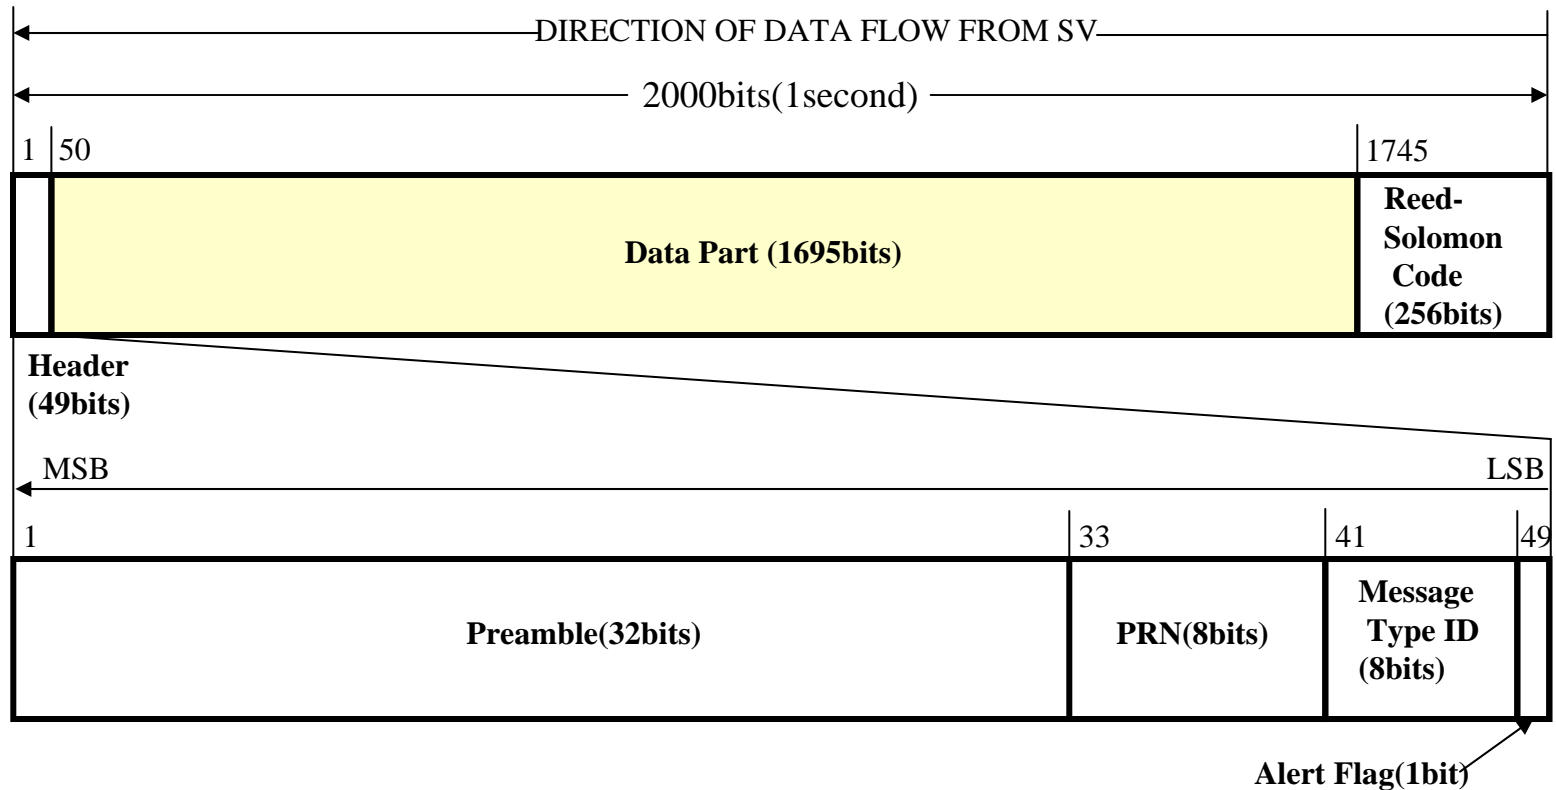 DIRECTION OF DATA FLOW FROM SV
2000bits(1second)
1 50 1745
Data Part (1695bits)
Reed-
Solomon
Code
(256bits)
Header
(49bits)
MSB LSB
1 33 41 49
Preamble(32bits)
PRN(8bits)
Message
Type ID
(8bits)
Alert Flag(1bit)